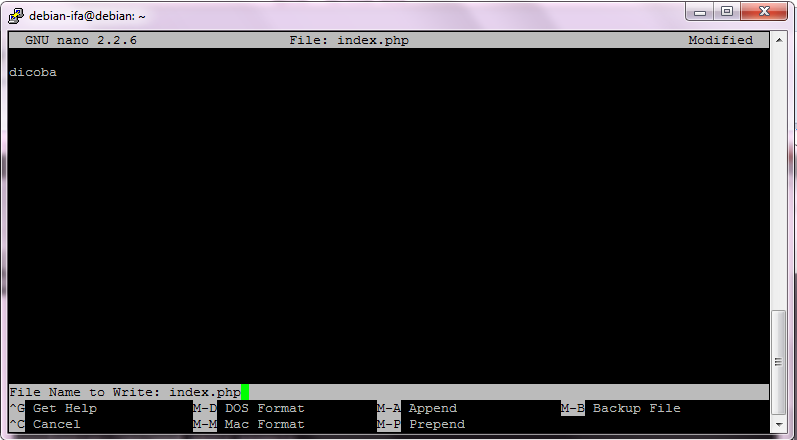 debian-ifa@debian: ~
GNU nano 2.2.6 File: index.php Modified
dicoba
File Name to Write: index.php
^G Get Help M-D DOS Format M-A Append M-B Backup File
^C Cancel M-M Mac Format M-P Prepend